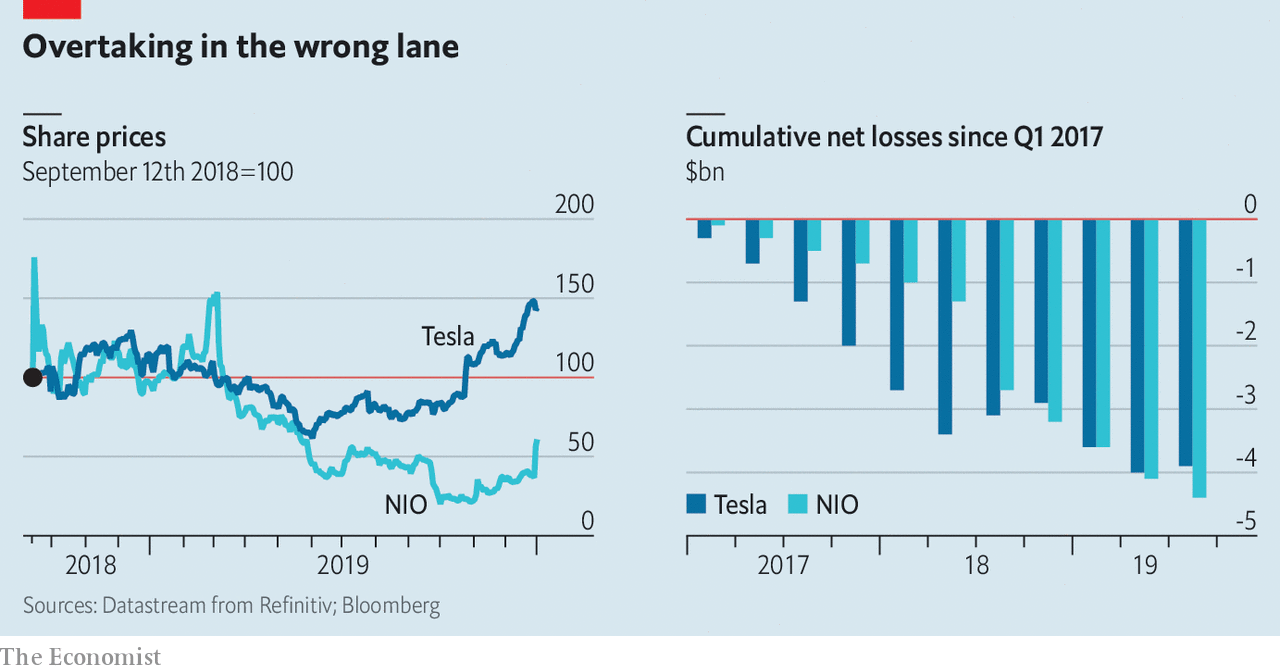 Overtaking in the wrong lane
Share prices
September 12th 2018=100
200
150
100
50
0
Tesla
NIO
2018
2019
Cumulative net losses since Q1 2017
$bn
0
-1
-2
-3
-4
-5
Tesla
NIO
2017
18
19
Sources: Datastream from Refinitiv; Bloomberg
The Economist